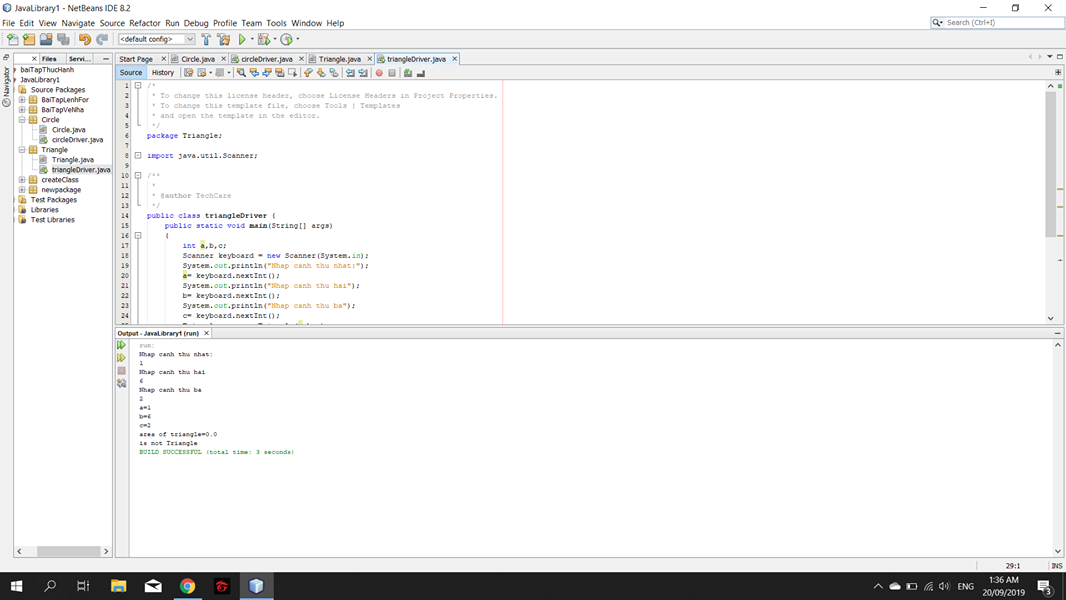 JavaLibrary1 - NetBeans IDE 8.2
File Edit View Navigate Source Refactor Run Debug Profile Team Tools Window Help
Search (Ctrl+I)
<default config>
Files Servi...
Start Page Circle.java circleDriver.java Triangle.java triangleDriver.java
Navigator
Source History
baiTapThucHanh
JavaLibrary1
Source Packages
BaiTapLenhFor
BaiTapVeNha
Circle
Circle.java
circleDriver.java
Triangle
Triangle.java
triangleDriver.java
createClass
newpackage
Test Packages
Libraries
Test Libraries
1 /*
2 * To change this license header, choose License Headers in Project Properties.
3 * To change this template file, choose Tools | Templates
4 * and open the template in the editor.
5 */
6 package Triangle;
7
8 import java.util.Scanner;
9
10 /**
11 *
12 * @author TechCare
13 */
14 public class triangleDriver {
15 public static void main(String[] args)
16 {
17 int a,b,c;
18 Scanner keyboard = new Scanner(System.in);
19 System.out.println("Nhap canh thu nhat:");
20 a= keyboard.nextInt();
21 System.out.println("Nhap canh thu hai");
22 b= keyboard.nextInt();
23 System.out.println("Nhap canh thu ba");
24 c= keyboard.nextInt();
Output - JavaLibrary1 (run)
run:
Nhap canh thu nhat:
1
Nhap canh thu hai
6
Nhap canh thu ba
2
a=1
b=6
c=2
area of triangle=0.0
is not Triangle
BUILD SUCCESSFUL (total time: 3 seconds)
29:1 INS
ENG
1:36 AM
20/09/2019
3